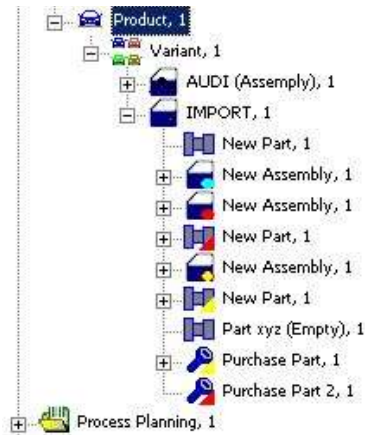 Product, 1
Variant, 1
AUDI (Assemply), 1
IMPORT, 1
New Part, 1
New Assembly, 1
New Assembly, 1
New Part, 1
New Assembly, 1
New Part, 1
Part xyz (Empty), 1
Purchase Part, 1
Purchase Part 2, 1
Process Planning, 1